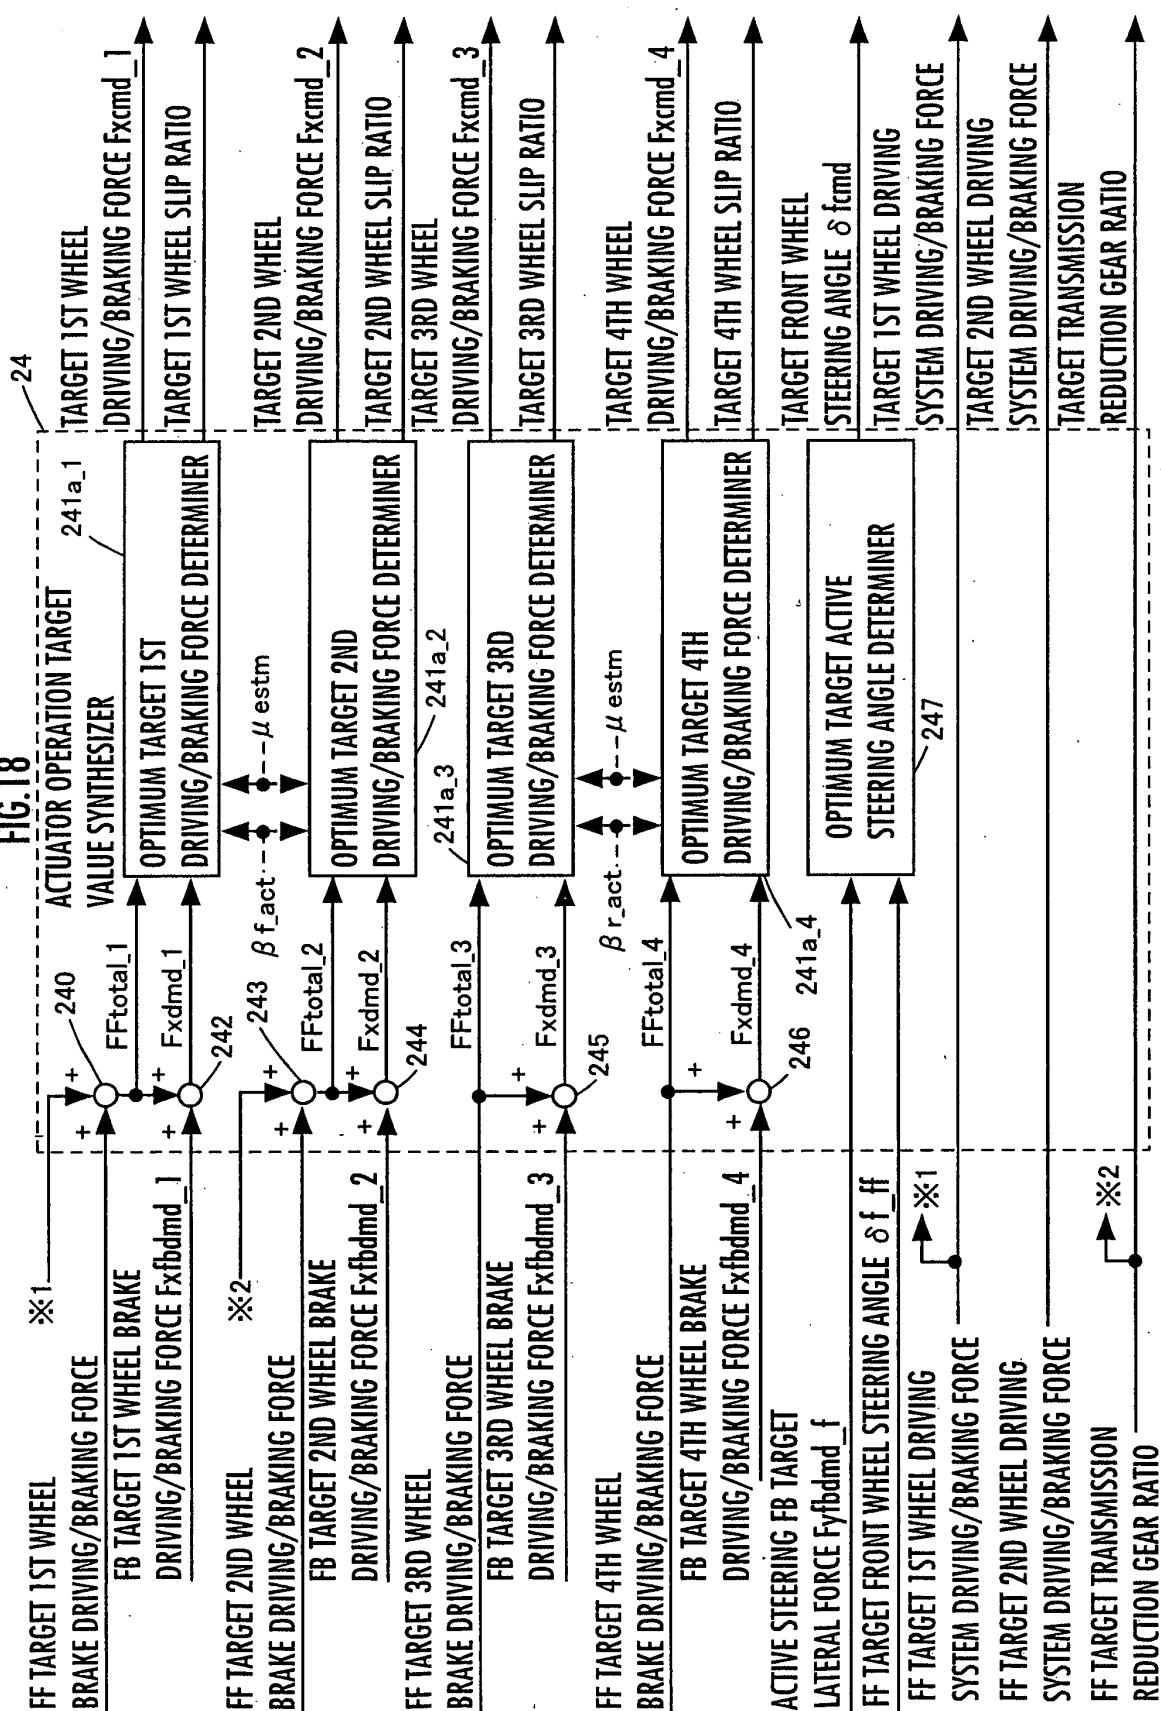 FIG.18
24
ACTUATOR OPERATION TARGET
VALUE SYNTHESIZER
※1
FF TARGET 1ST WHEEL
BRAKE DRIVING/BRAKING FORCE
FB TARGET 1ST WHEEL BRAKE
DRIVING/BRAKING FORCE Fxfbdmd_1
+
+
240
FFtotal_1
+
+
Fxdmd_1
242
241a_1
OPTIMUM TARGET 1ST
DRIVING/BRAKING FORCE DETERMINER
TARGET 1ST WHEEL
DRIVING/BRAKING FORCE Fxcmd_1
TARGET 1ST WHEEL SLIP RATIO
β f_act
μ estm
※2
FF TARGET 2ND WHEEL
BRAKE DRIVING/BRAKING FORCE
FB TARGET 2ND WHEEL BRAKE
DRIVING/BRAKING FORCE Fxfbdmd_2
+
+
243
FFtotal_2
+
+
Fxdmd_2
244
OPTIMUM TARGET 2ND
DRIVING/BRAKING FORCE DETERMINER
241a_2
TARGET 2ND WHEEL
DRIVING/BRAKING FORCE Fxcmd_2
TARGET 2ND WHEEL SLIP RATIO
FF TARGET 3RD WHEEL
BRAKE DRIVING/BRAKING FORCE
FB TARGET 3RD WHEEL BRAKE
DRIVING/BRAKING FORCE Fxfbdmd_3
FFtotal_3
+
+
Fxdmd_3
245
241a_3
OPTIMUM TARGET 3RD
DRIVING/BRAKING FORCE DETERMINER
TARGET 3RD WHEEL
DRIVING/BRAKING FORCE Fxcmd_3
TARGET 3RD WHEEL SLIP RATIO
β r_act
μ estm
FF TARGET 4TH WHEEL
BRAKE DRIVING/BRAKING FORCE
FB TARGET 4TH WHEEL BRAKE
DRIVING/BRAKING FORCE Fxfbdmd_4
FFtotal_4
+
+
Fxdmd_4
246
OPTIMUM TARGET 4TH
DRIVING/BRAKING FORCE DETERMINER
241a_4
TARGET 4TH WHEEL
DRIVING/BRAKING FORCE Fxcmd_4
TARGET 4TH WHEEL SLIP RATIO
ACTIVE STEERING FB TARGET
LATERAL FORCE Fyfbdmd_f
FF TARGET FRONT WHEEL STEERING ANGLE δ f_ff
OPTIMUM TARGET ACTIVE
STEERING ANGLE DETERMINER
247
TARGET FRONT WHEEL
STEERING ANGLE δ fcmd
FF TARGET 1ST WHEEL DRIVING
SYSTEM DRIVING/BRAKING FORCE
※1
TARGET 1ST WHEEL DRIVING
SYSTEM DRIVING/BRAKING FORCE
FF TARGET 2ND WHEEL DRIVING
SYSTEM DRIVING/BRAKING FORCE
TARGET 2ND WHEEL DRIVING
SYSTEM DRIVING/BRAKING FORCE
FF TARGET TRANSMISSION
REDUCTION GEAR RATIO
※2
TARGET TRANSMISSION
REDUCTION GEAR RATIO